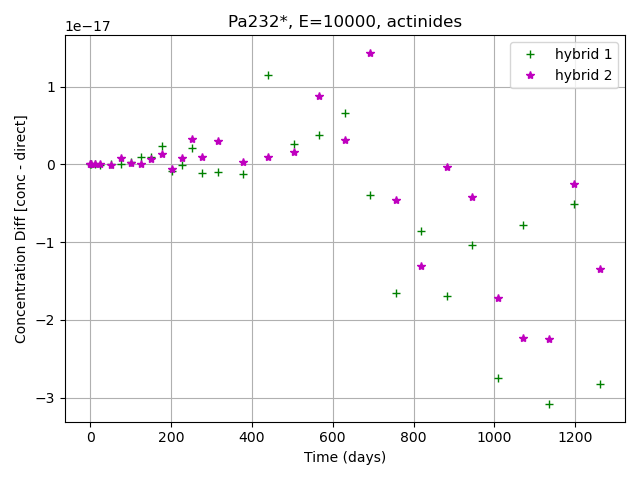 Pa232*, E=10000, actinides
1e−17
hybrid 1
hybrid 2
Concentration Diff [conc - direct]
1
0
−1
−2
−3
0 200 400 600 800 1000 1200
Time (days)